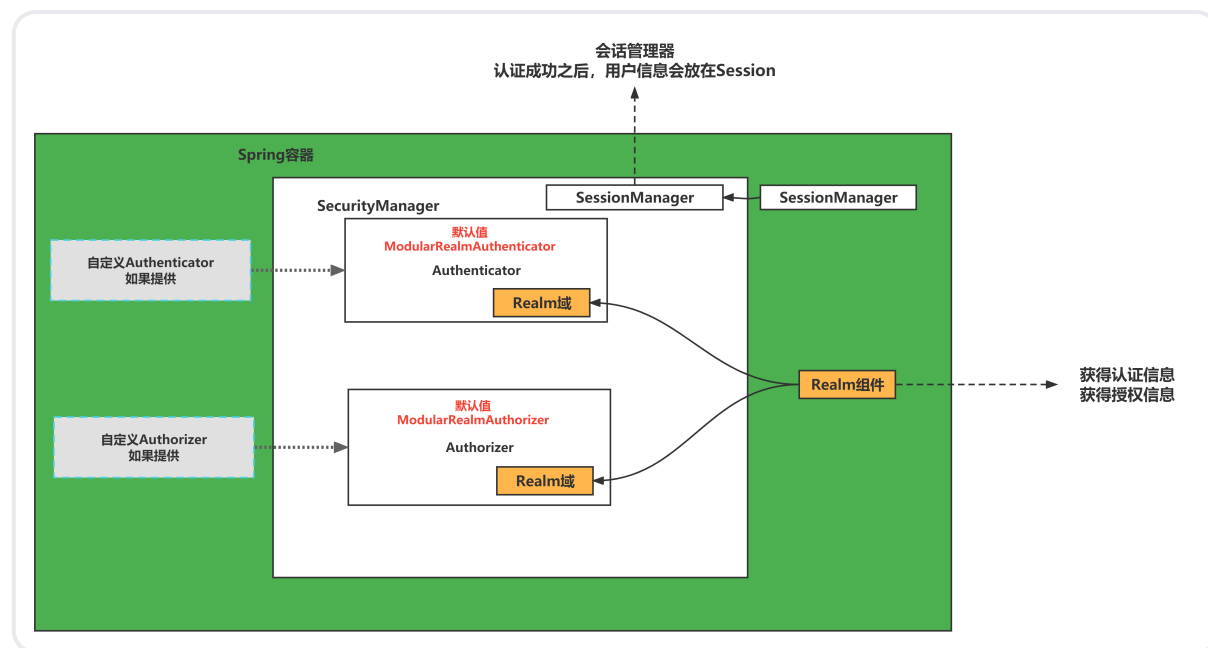 会话管理器
认证成功之后，用户信息会放在Session
Spring容器
SessionManager
SessionManager
SecurityManager
默认值
ModularRealmAuthenticator
Authenticator
自定义Authenticator
如果提供
Realm域
Realm组件
获得认证信息
获得授权信息
默认值
ModularRealmAuthorizer
自定义Authorizer
如果提供
Authorizer
Realm域